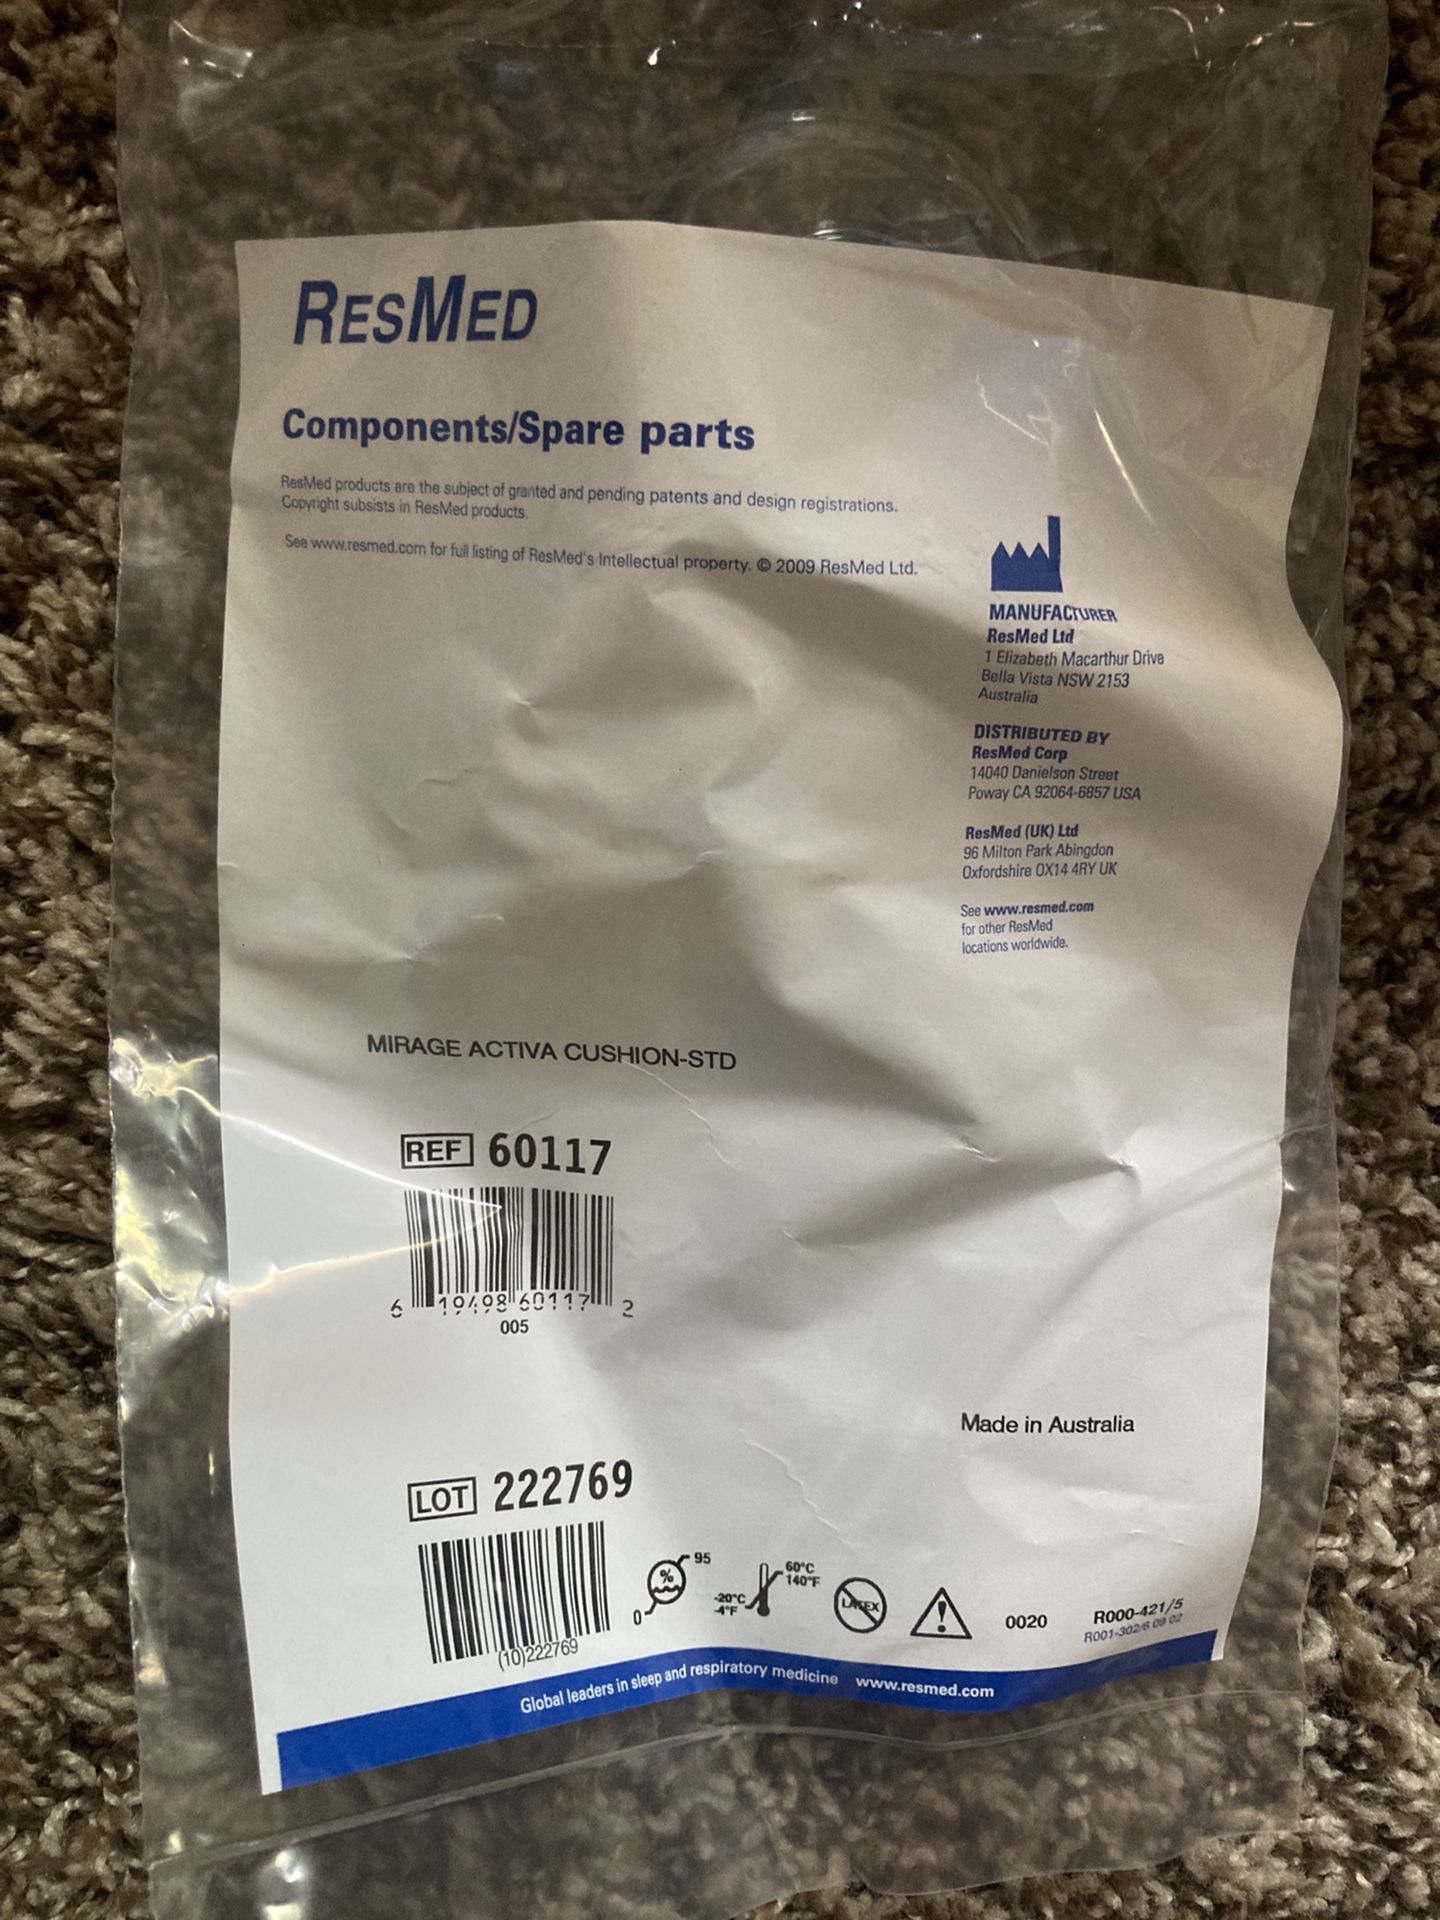 RESMED
Components/Spare parts
ResMed products are the subject of granted and pending patents and design registrations.
Copyright subsists in ResMed products.
See www.resmed.com for full listing of ResMed's Intellectual property. © 2009 ResMed Ltd.
MANUFACTURER
ResMed Ltd
1 Elizabeth Macarthur Drive
Bella Vista NSW 2153
Australia
DISTRIBUTED BY
ResMed Corp
14040 Danielson Street
Poway CA 92064-6857 USA
ResMed (UK) Ltd
96 Milton Park Abingdon
Oxfordshire OX14 4RY UK
See www.resmed.com
for other ResMed
locations worldwide.
MIRAGE ACTIVA CUSHION-STD
REF 60117
6 19498 60117 2
005
Made in Australia
LOT 222769
(10)222769
0 % 95
-20°C
-4°F
60°C
140°F
LATEX
0020
R000-421/5
R001-302/6 09 02
Global leaders in sleep and respiratory medicine www.resmed.com